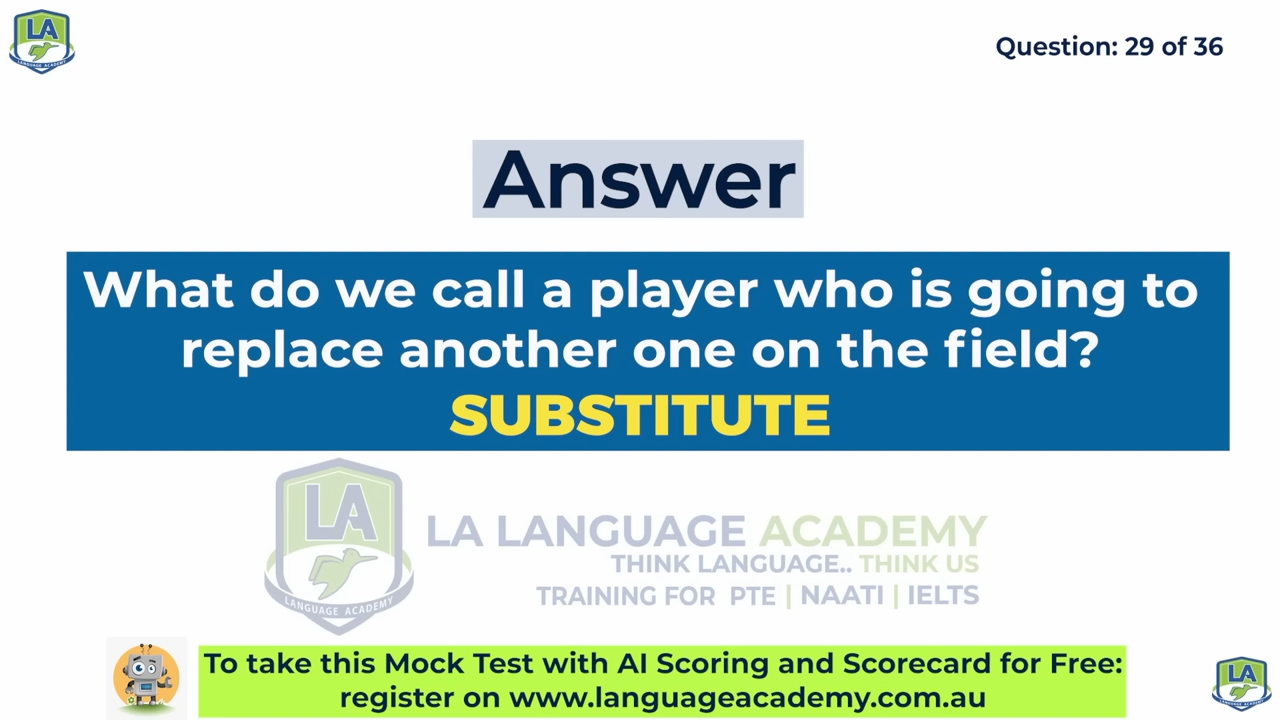 LA
LANGUAGE ACADEMY
Question: 29 of 36
Answer
What do we call a player who is going to
replace another one on the field?
SUBSTITUTE
LA
LANGUAGE ACADEMY
LA LANGUAGE ACADEMY
THINK LANGUAGE.. THINK US
TRAINING FOR PTE | NAATI | IELTS
To take this Mock Test with AI Scoring and Scorecard for Free:
register on www.languageacademy.com.au
LA
LANGUAGE ACADEMY